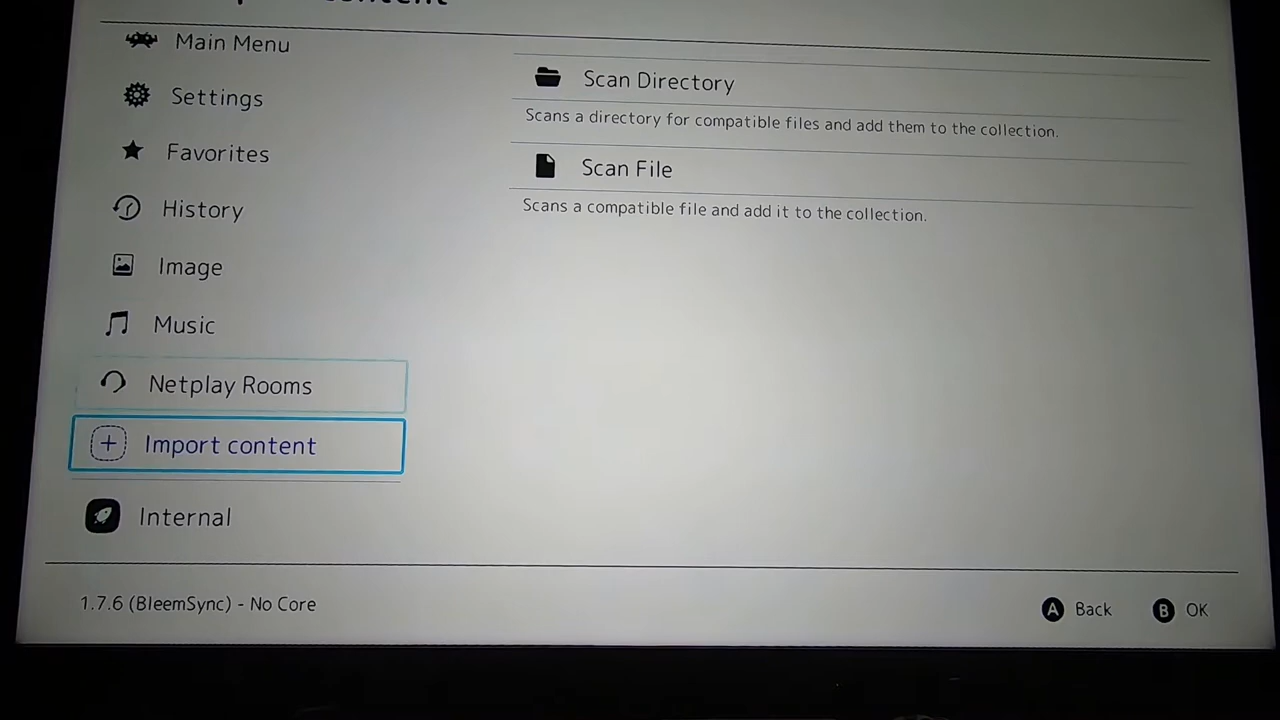 Main Menu
Settings
Favorites
History
Image
Music
Netplay Rooms
Import content
Internal
Scan Directory
Scans a directory for compatible files and add them to the collection.
Scan File
Scans a compatible file and add it to the collection.
1.7.6 (BleemSync) - No Core
A Back
B OK